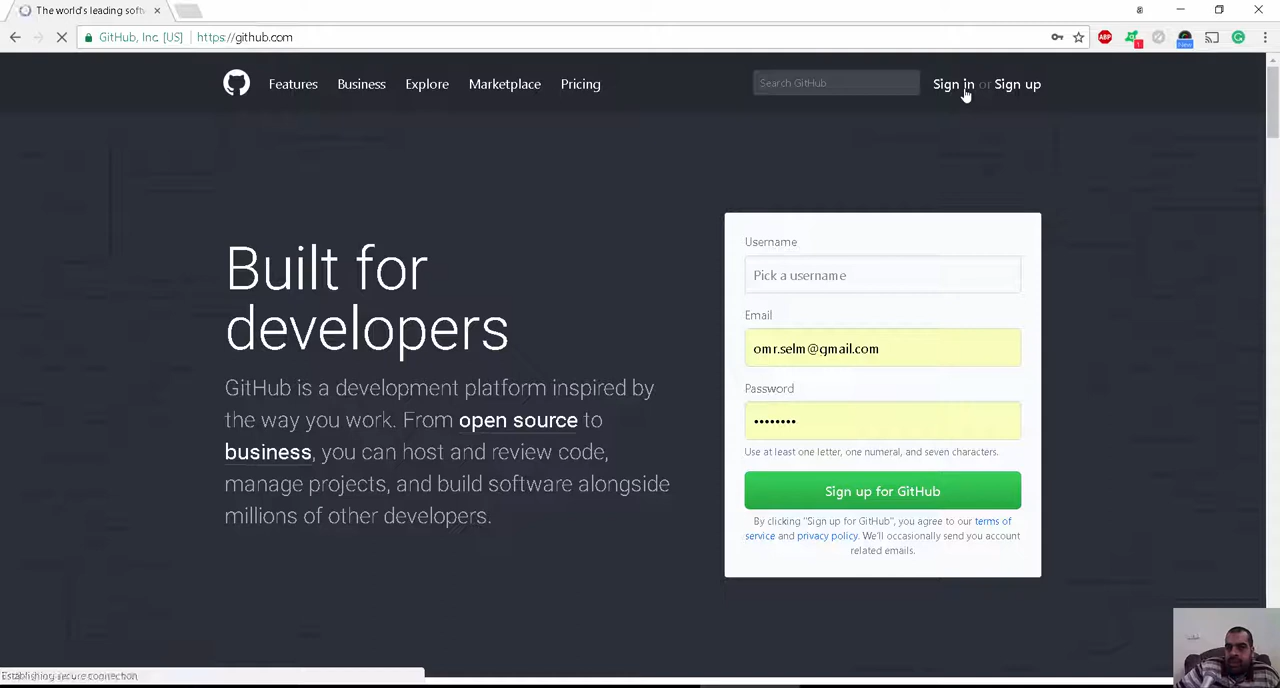 The world's leading soft
GitHub, Inc. [US] https://github.com
ABP
1
New
Features Business Explore Marketplace Pricing
Search GitHub
Sign in or Sign up
Built for
developers
GitHub is a development platform inspired by
the way you work. From open source to
business, you can host and review code,
manage projects, and build software alongside
millions of other developers.
Username
Pick a username
Email
omr.selm@gmail.com
Password
••••••••
Use at least one letter, one numeral, and seven characters.
Sign up for GitHub
By clicking "Sign up for GitHub", you agree to our terms of
service and privacy policy. We'll occasionally send you account
related emails.
Establishing secure connection